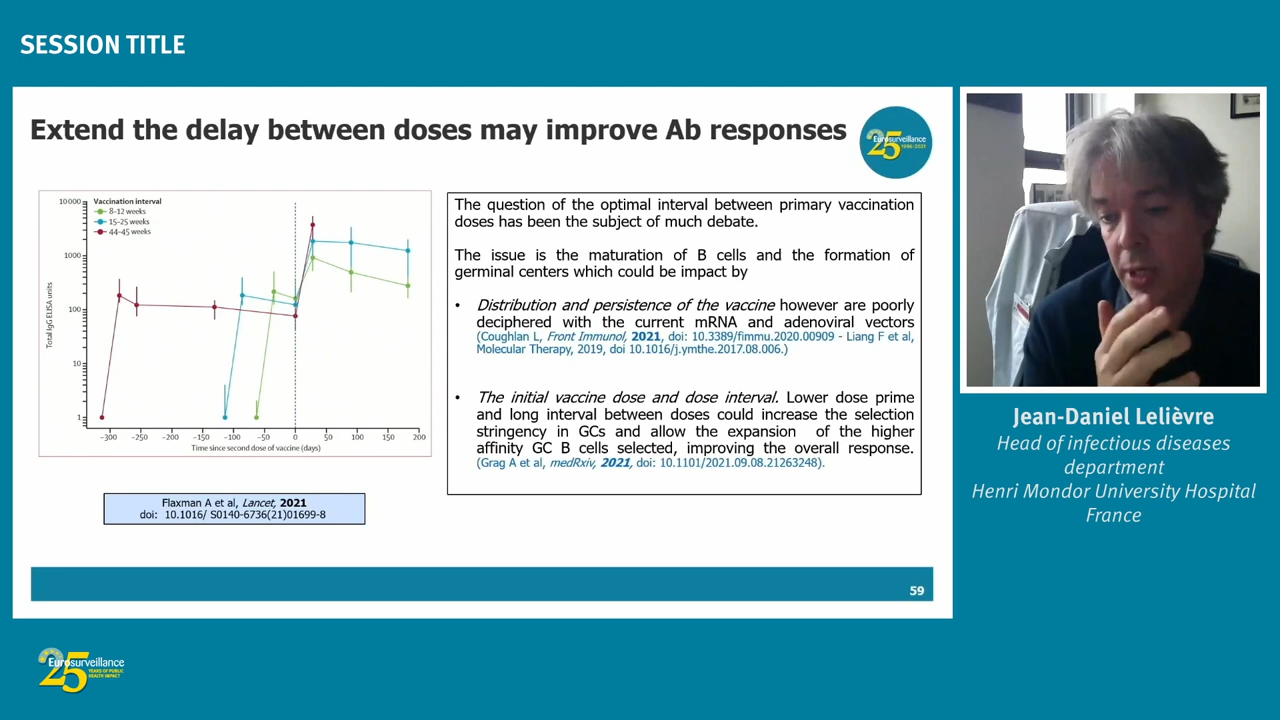 SESSION TITLE
Extend the delay between doses may improve Ab responses
25
Eurosurveillance
1996-2021
Vaccination interval
8–12 weeks
15–25 weeks
44–45 weeks
Total IgG ELISA units
10 000
1000
100
10
1
–300
–250
–200
–150
–100
–50
0
50
100
150
200
Time since second dose of vaccine (days)
Flaxman A et al, Lancet, 2021
doi: 10.1016/ S0140-6736(21)01699-8
The question of the optimal interval between primary vaccination
doses has been the subject of much debate.
The issue is the maturation of B cells and the formation of
germinal centers which could be impact by
• Distribution and persistence of the vaccine however are poorly
deciphered with the current mRNA and adenoviral vectors
(Coughlan L, Front Immunol, 2021, doi: 10.3389/fimmu.2020.00909 - Liang F et al,
Molecular Therapy, 2019, doi 10.1016/j.ymthe.2017.08.006.)
• The initial vaccine dose and dose interval. Lower dose prime
and long interval between doses could increase the selection
stringency in GCs and allow the expansion of the higher
affinity GC B cells selected, improving the overall response.
(Grag A et al, medRxiv, 2021, doi: 10.1101/2021.09.08.21263248).
59
Jean-Daniel Lelièvre
Head of infectious diseases
department
Henri Mondor University Hospital
France
25
Eurosurveillance
YEARS OF PUBLIC
HEALTH IMPACT